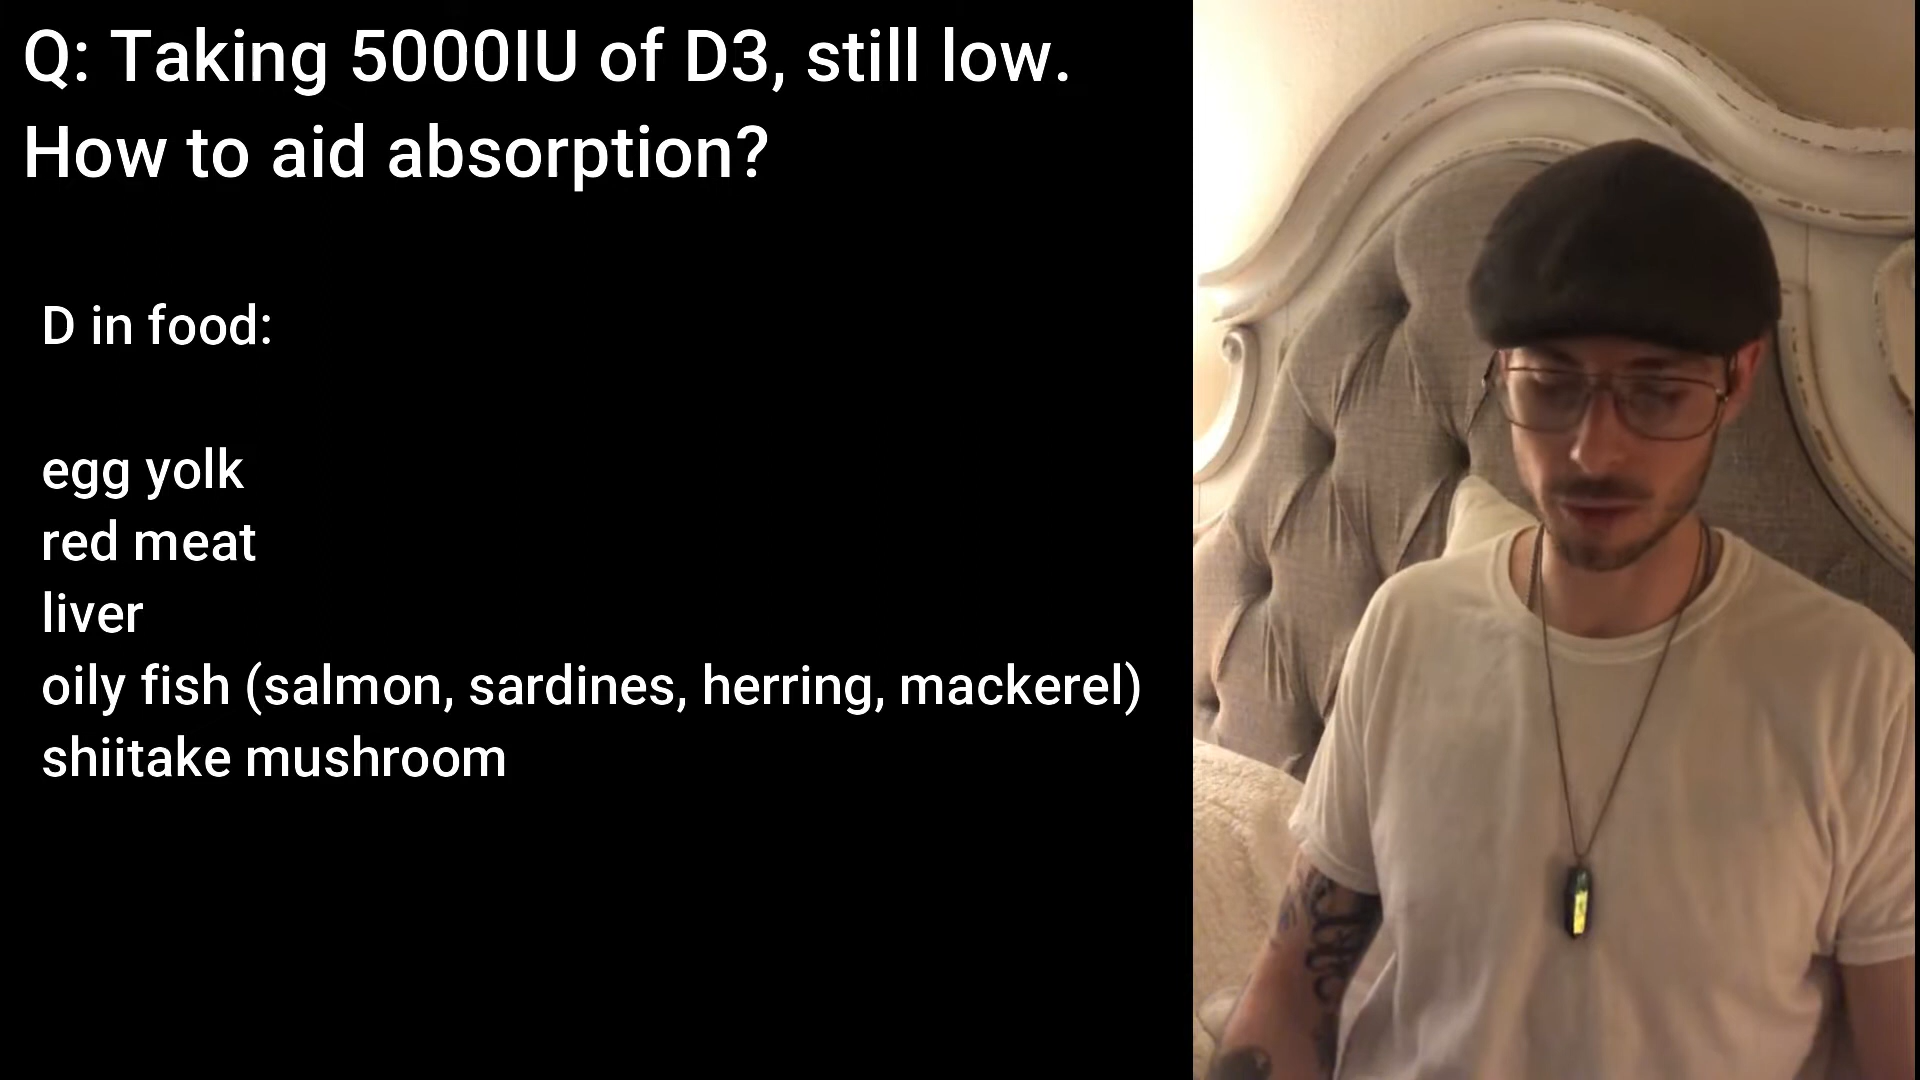 Q: Taking 5000IU of D3, still low.
How to aid absorption?
D in food:
egg yolk
red meat
liver
oily fish (salmon, sardines, herring, mackerel)
shiitake mushroom